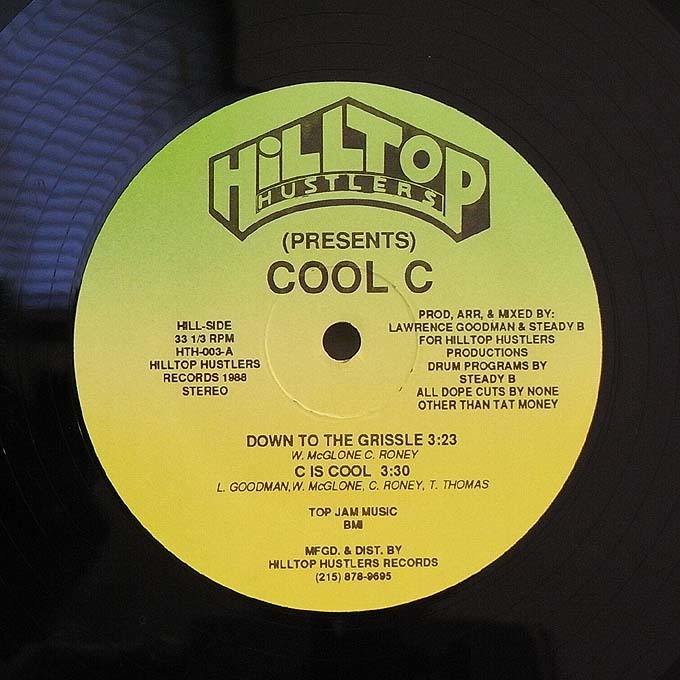 HiLLTOP
HUSTLERS
(PRESENTS)
COOL C
HILL-SIDE
33 1/3 RPM
HTH-003-A
HILLTOP HUSTLERS
RECORDS 1988
STEREO
PROD, ARR, & MIXED BY:
LAWRENCE GOODMAN & STEADY B
FOR HILLTOP HUSTLERS
PRODUCTIONS
DRUM PROGRAMS BY
STEADY B
ALL DOPE CUTS BY NONE
OTHER THAN TAT MONEY
DOWN TO THE GRISSLE 3:23
W. McGLONE C. RONEY
C IS COOL 3:30
L. GOODMAN,W. McGLONE, C. RONEY, T. THOMAS
TOP JAM MUSIC
BMI
MFGD. & DIST. BY
HILLTOP HUSTLERS RECORDS
(215) 878-9695